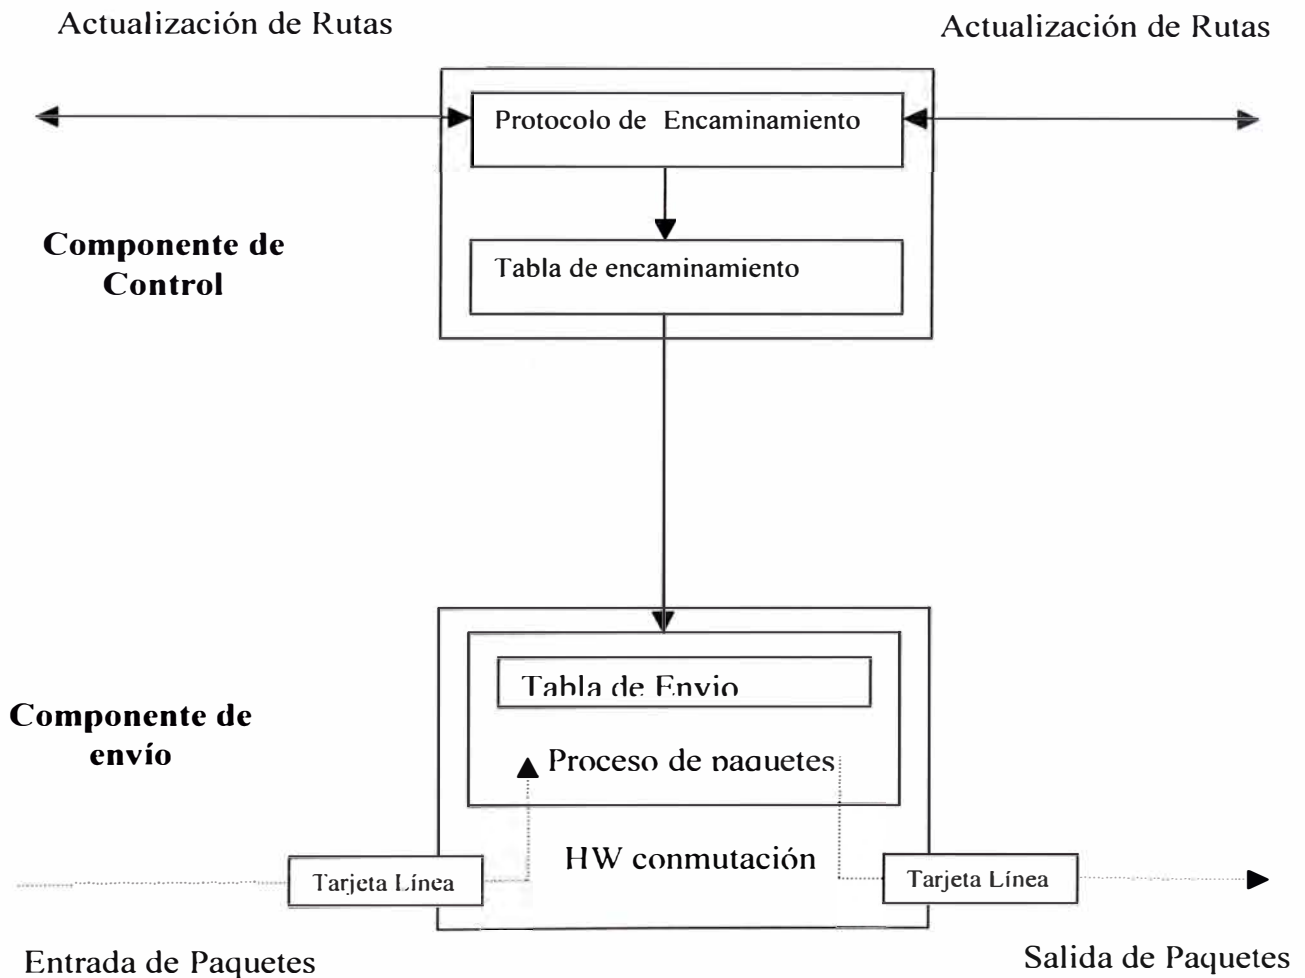 Actualización de Rutas
Actualización de Rutas
Protocolo de Encaminamiento
Componente de
Control
Tabla de encaminamiento
Tabla de Envio
Componente de
envío
Proceso de paquetes
HW conmutación
Tarjeta Línea
Tarjeta Línea
Entrada de Paquetes
Salida de Paquetes